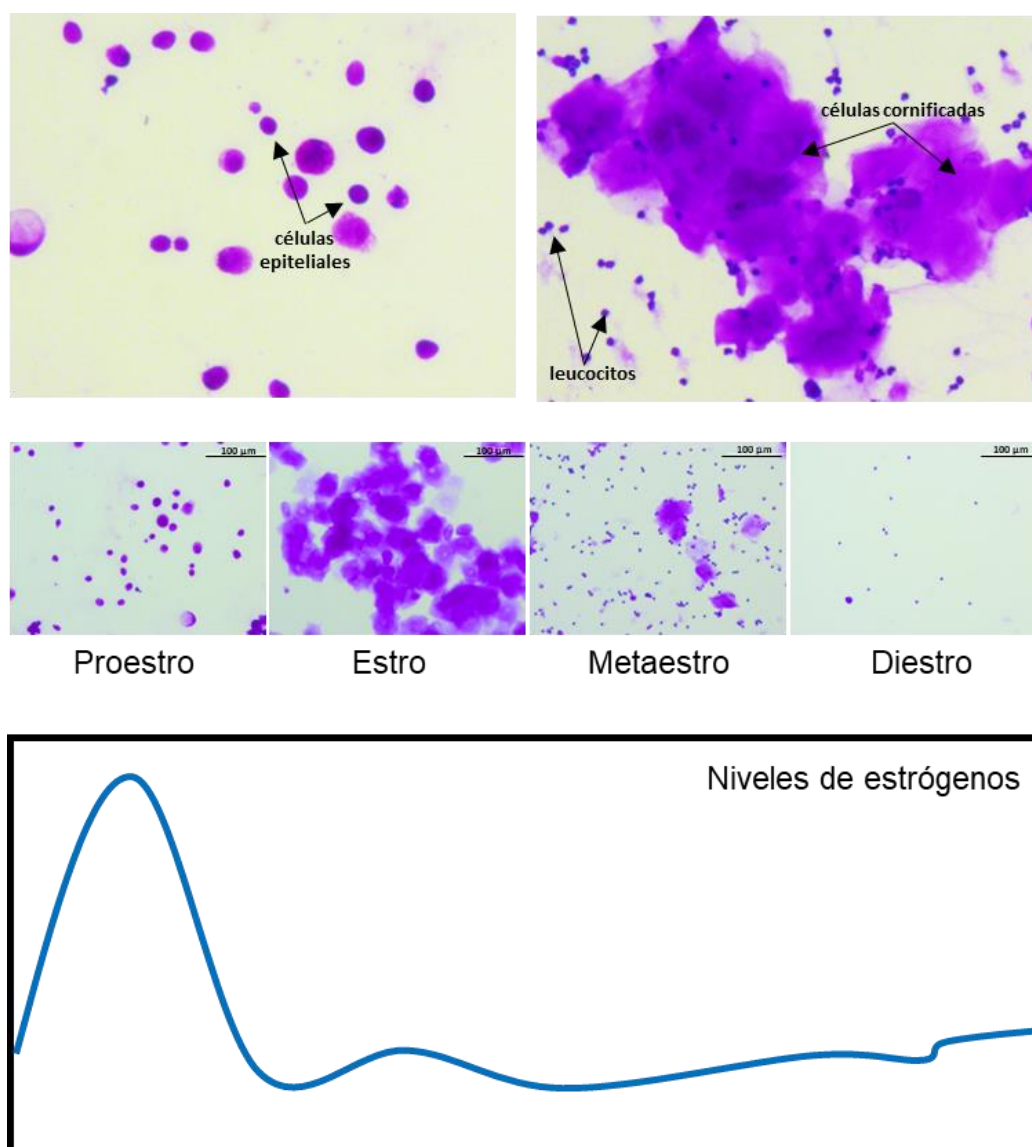 células
epiteliales
células cornificadas
leucocitos
100 µm
100 µm
100 µm
100 µm
Proestro
Estro
Metaestro
Diestro
Niveles de estrógenos